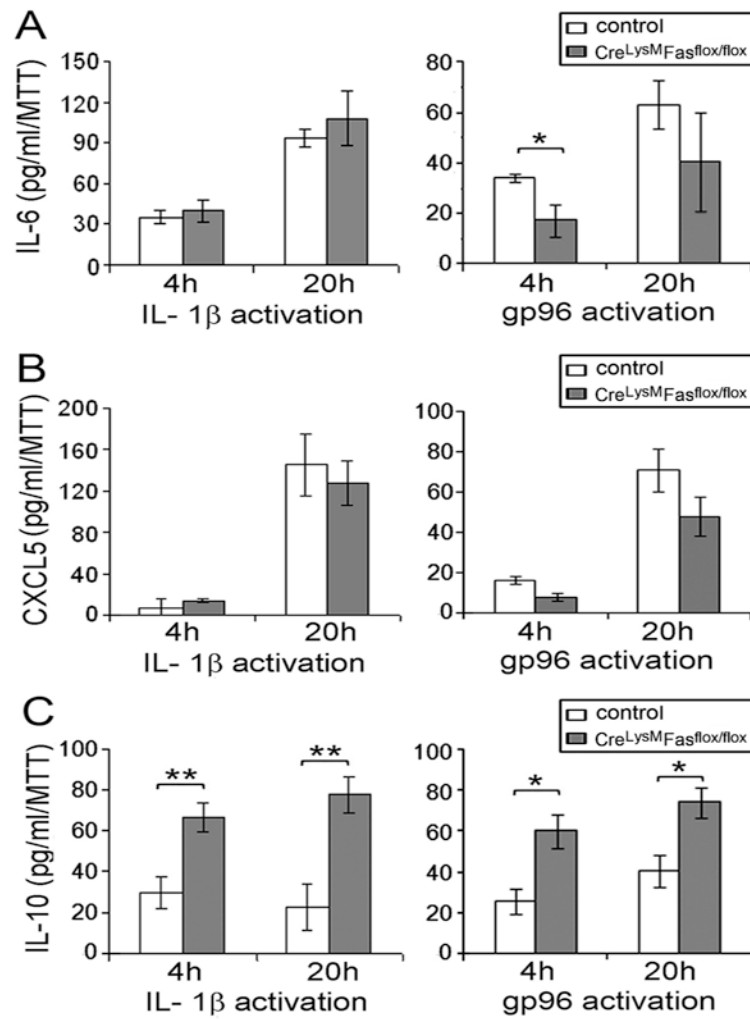 A
control
CreLysMFasflox/flox
IL-6 (pg/ml/MTT)
150
120
90
60
30
0
4h 20h
IL- 1β activation
80
60
40
20
0
*
4h 20h
gp96 activation
B
control
CreLysMFasflox/flox
CXCL5 (pg/ml/MTT)
200
160
120
80
40
0
4h 20h
IL- 1β activation
100
80
60
40
20
0
4h 20h
gp96 activation
C
control
CreLysMFasflox/flox
IL-10 (pg/ml/MTT)
100
80
60
40
20
0
** **
4h 20h
IL- 1β activation
100
80
60
40
20
0
* *
4h 20h
gp96 activation